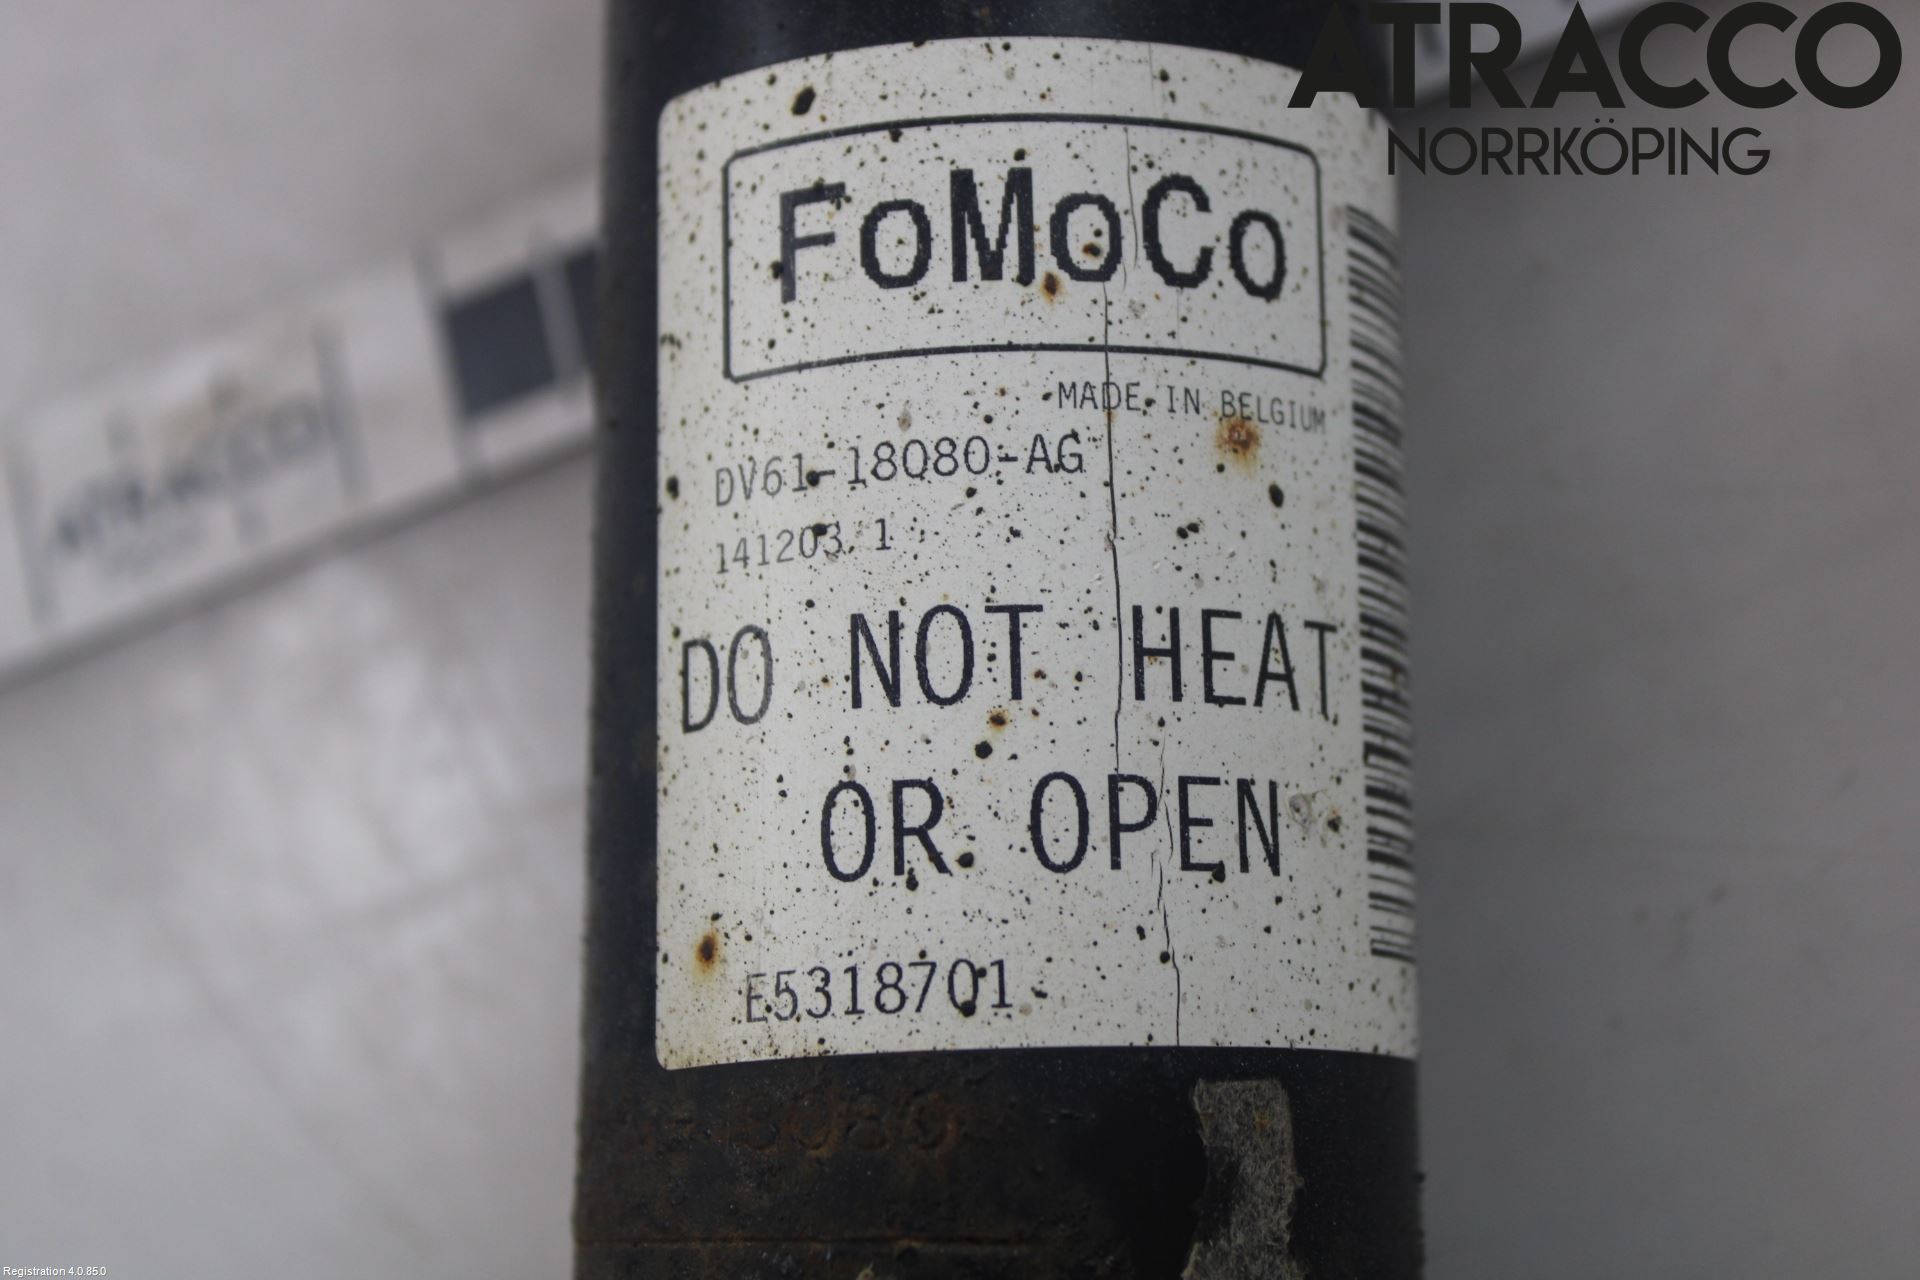 ATRACCO
NORRKÖPING
FoMoCo
MADE IN BELGIUM
DV61-18080-AG
141203 1
DO NOT HEAT
OR OPEN
E5318701
ATRACCO
Registration 4.0.85.0